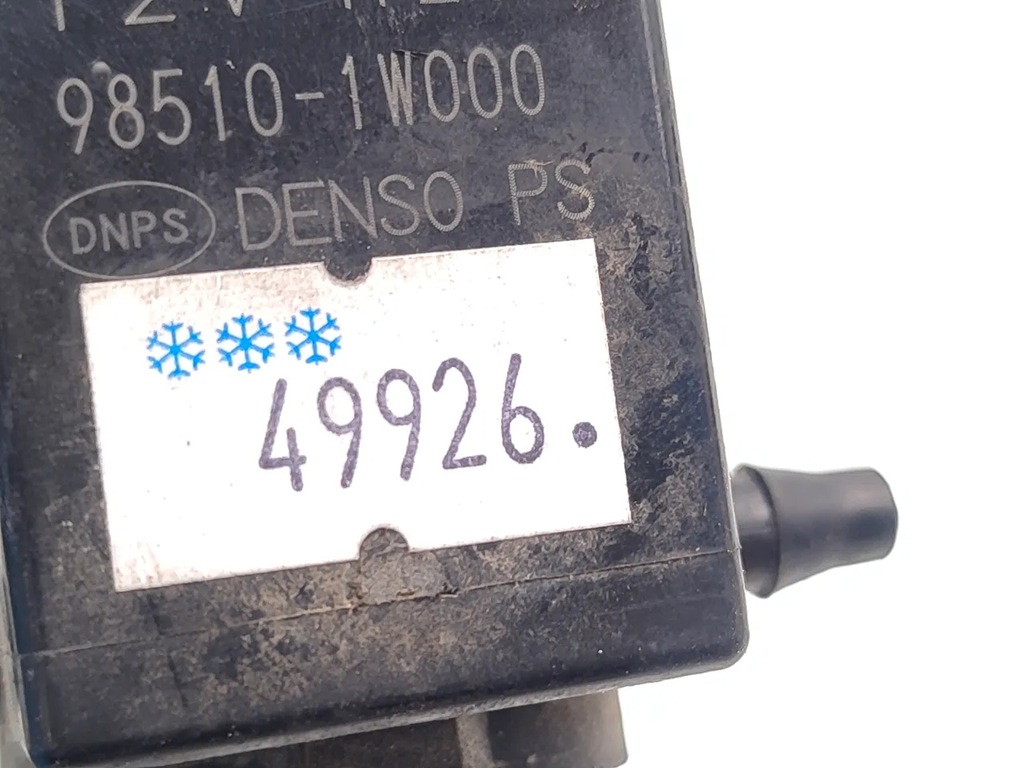 98510-1W000
DNPS DENSO PS
49926.